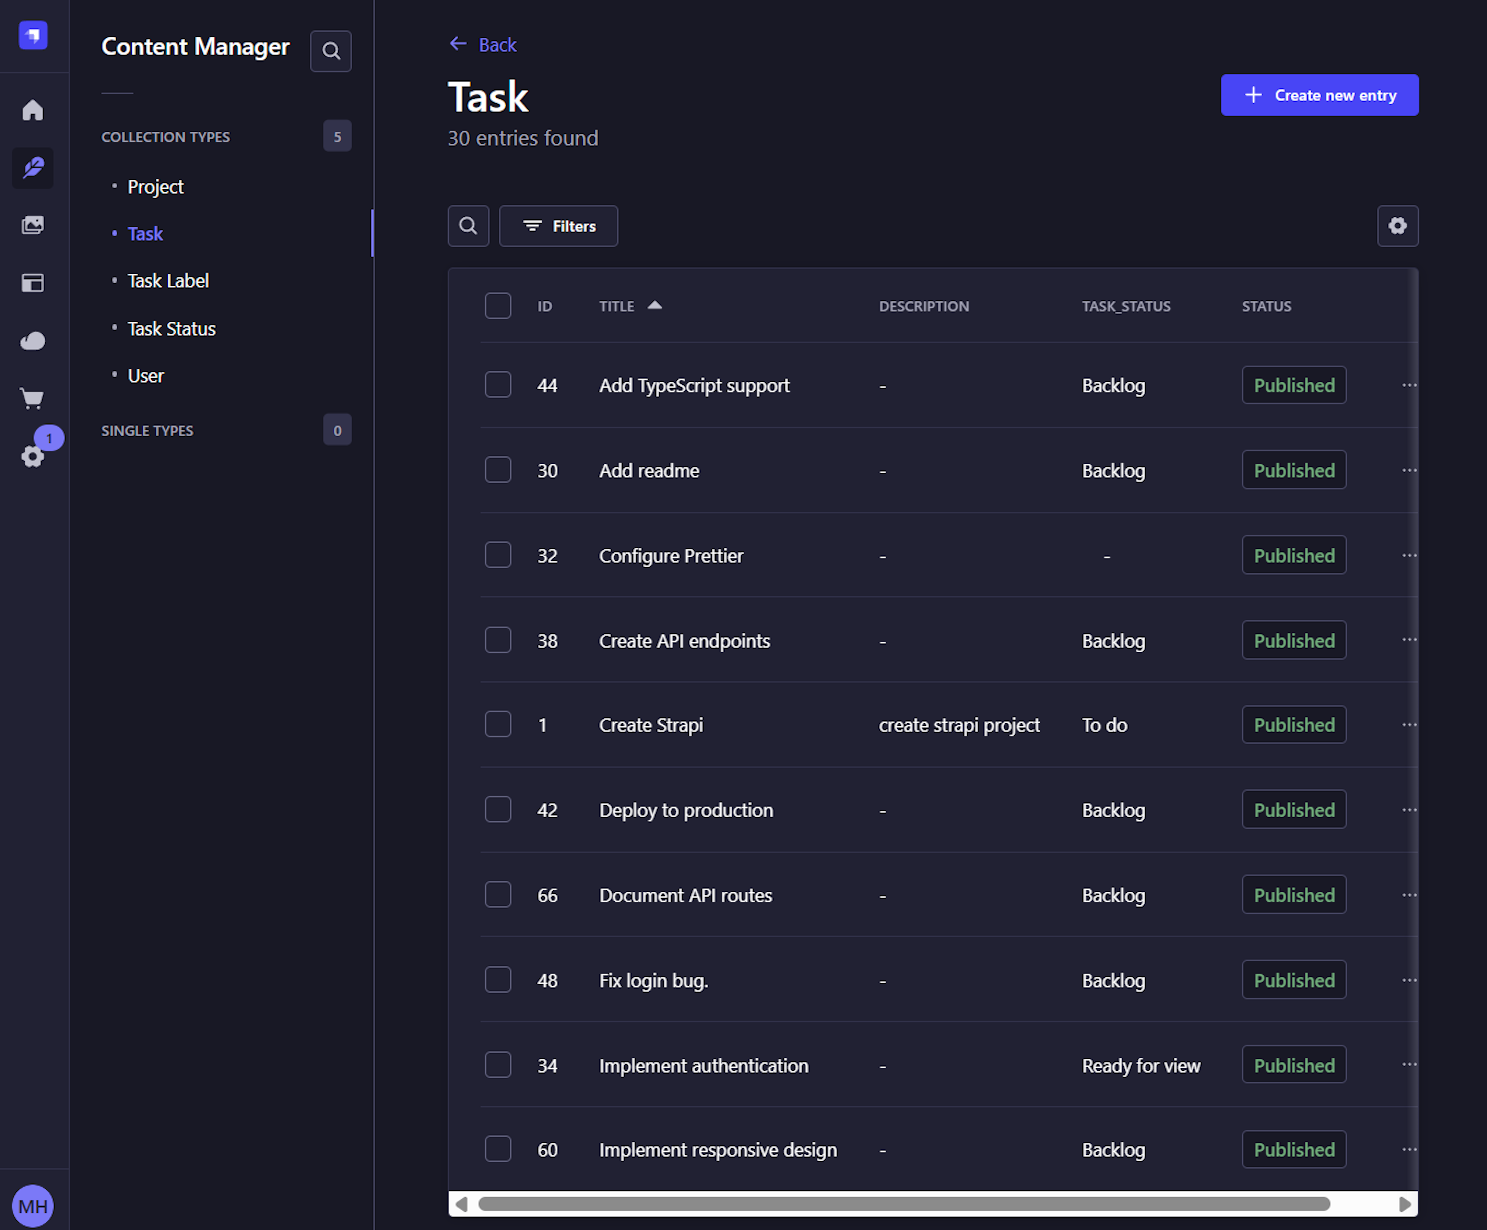 Content Manager
COLLECTION TYPES 5
Project
Task
Task Label
Task Status
User
SINGLE TYPES 0
1
MH
Back
Task
30 entries found
Create new entry
Filters
ID TITLE DESCRIPTION TASK_STATUS STATUS
44 Add TypeScript support - Backlog Published
30 Add readme - Backlog Published
32 Configure Prettier - - Published
38 Create API endpoints - Backlog Published
1 Create Strapi create strapi project To do Published
42 Deploy to production - Backlog Published
66 Document API routes - Backlog Published
48 Fix login bug. - Backlog Published
34 Implement authentication - Ready for view Published
60 Implement responsive design - Backlog Published